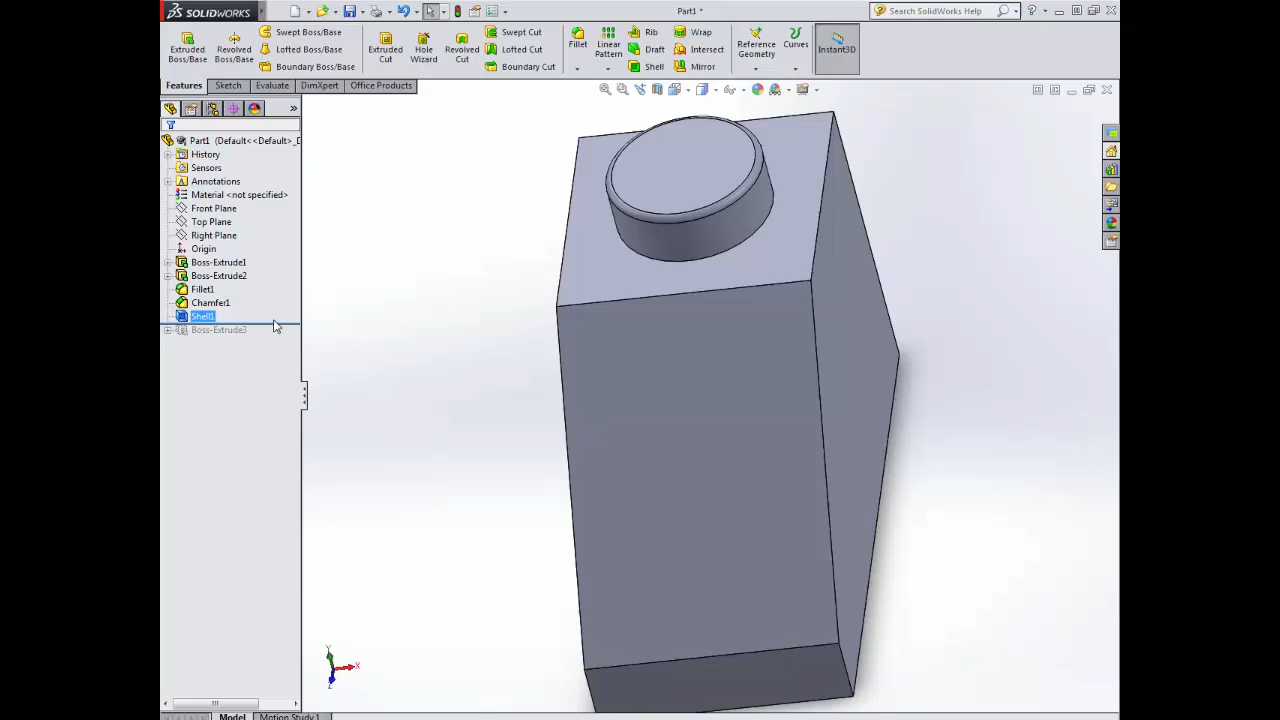 SOLIDWORKS
Part1 *
Search SolidWorks Help
Extruded Boss/Base
Revolved Boss/Base
Swept Boss/Base
Lofted Boss/Base
Boundary Boss/Base
Extruded Cut
Hole Wizard
Revolved Cut
Swept Cut
Lofted Cut
Boundary Cut
Fillet
Linear Pattern
Rib
Draft
Shell
Wrap
Intersect
Mirror
Reference Geometry
Curves
Instant3D
Features
Sketch
Evaluate
DimXpert
Office Products
Part1 (Default<<Default>_D
History
Sensors
Annotations
Material <not specified>
Front Plane
Top Plane
Right Plane
Origin
Boss-Extrude1
Boss-Extrude2
Fillet1
Chamfer1
Shell1
Boss-Extrude3
Y
X
Z
Model
Motion Study 1